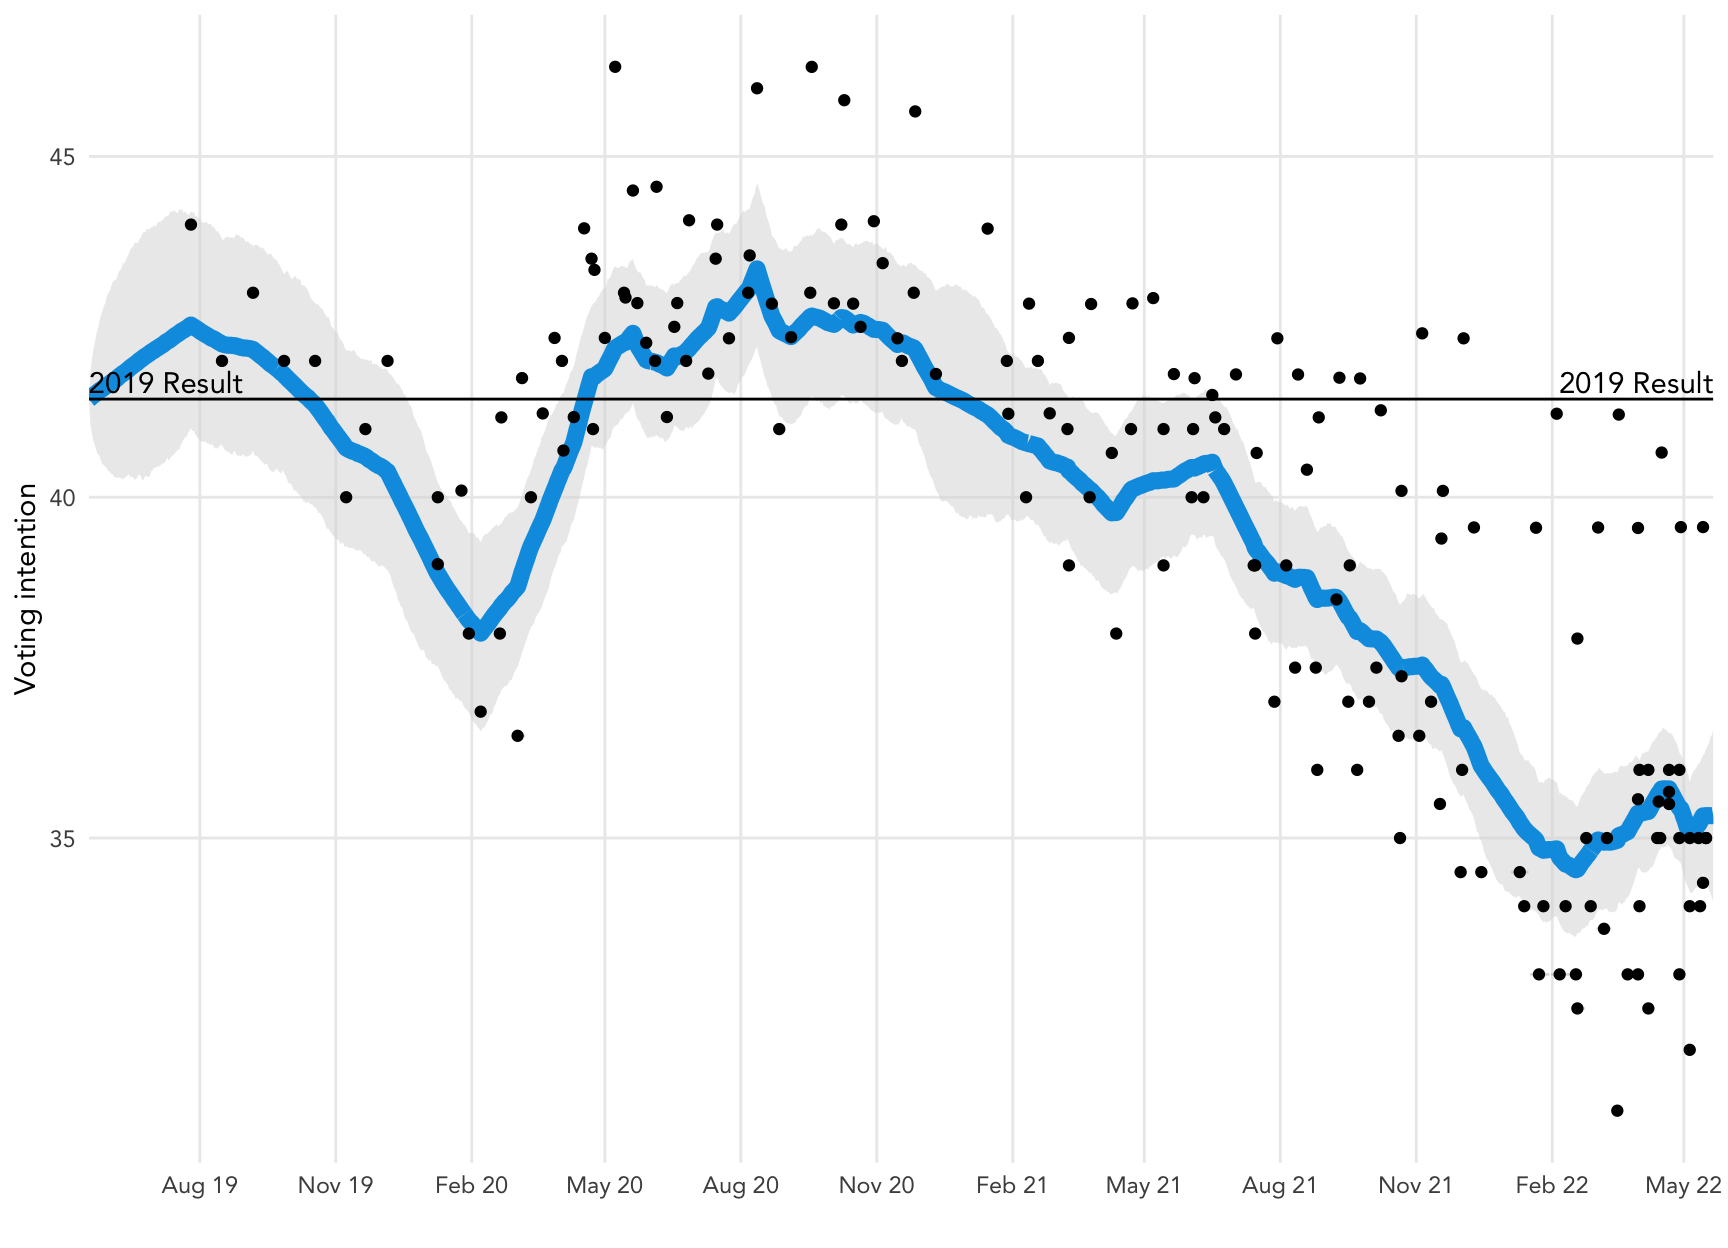 45
40
35
Voting intention
2019 Result
2019 Result
Aug 19
Nov 19
Feb 20
May 20
Aug 20
Nov 20
Feb 21
May 21
Aug 21
Nov 21
Feb 22
May 22